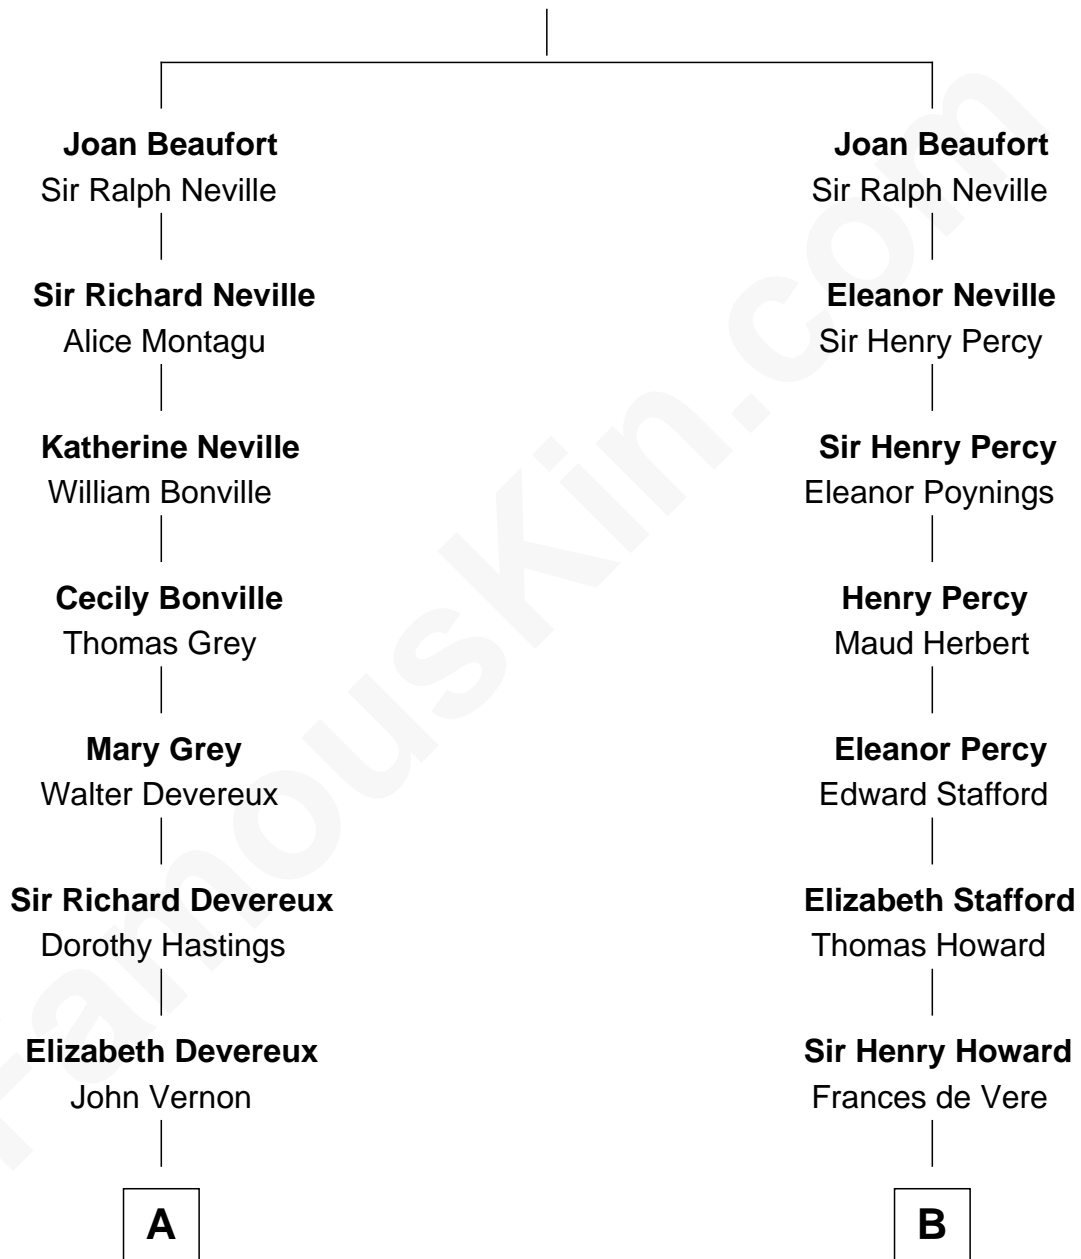 Joan Beaufort
Sir Ralph Neville
Sir Richard Neville
Alice Montagu
Katherine Neville
William Bonville
Cecily Bonville
Thomas Grey
Mary Grey
Walter Devereux
Sir Richard Devereux
Dorothy Hastings
Elizabeth Devereux
John Vernon
A
Joan Beaufort
Sir Ralph Neville
Eleanor Neville
Sir Henry Percy
Sir Henry Percy
Eleanor Poynings
Henry Percy
Maud Herbert
Eleanor Percy
Edward Stafford
Elizabeth Stafford
Thomas Howard
Sir Henry Howard
Frances de Vere
B
FamousKin.com